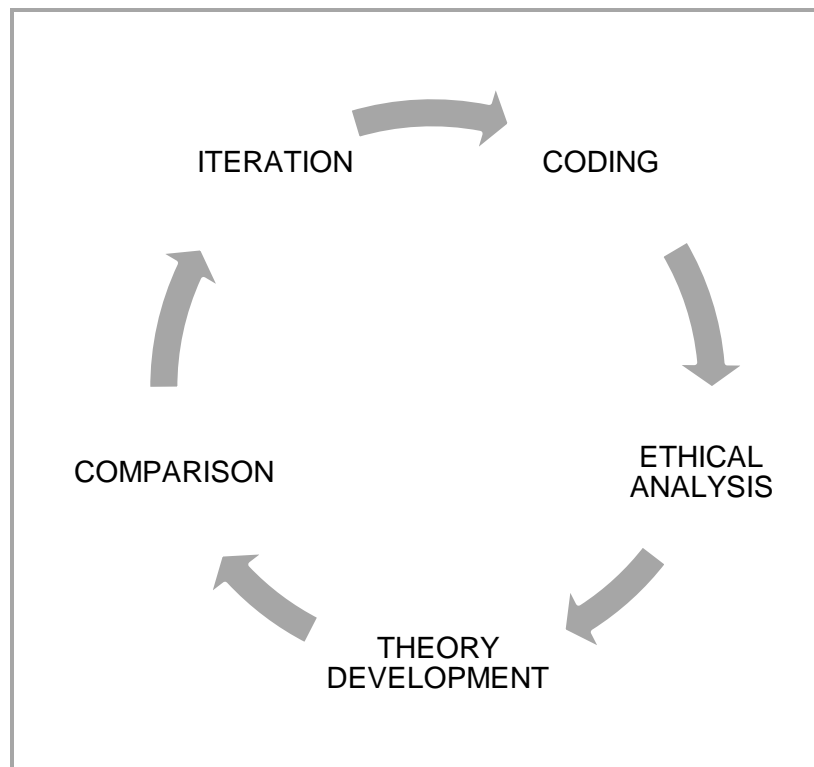 ITERATION
CODING
ETHICAL
ANALYSIS
THEORY
DEVELOPMENT
COMPARISON